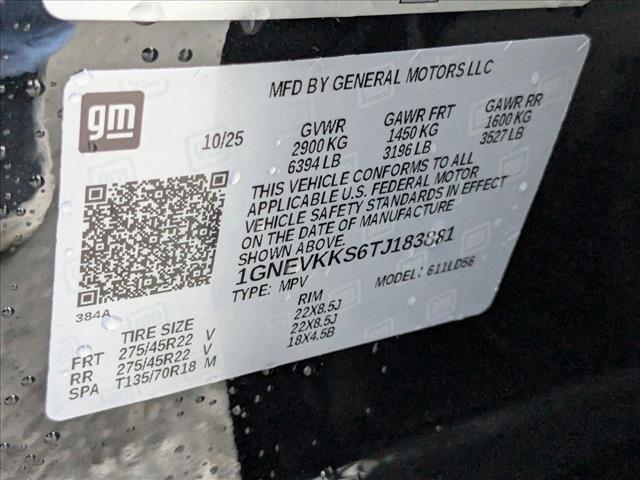 gm
MFD BY GENERAL MOTORS LLC
10/25
GVWR GAWR FRT GAWR RR
2900 KG 1450 KG 1600 KG
6394 LB 3196 LB 3527 LB
THIS VEHICLE CONFORMS TO ALL
APPLICABLE U.S. FEDERAL MOTOR
VEHICLE SAFETY STANDARDS IN EFFECT
ON THE DATE OF MANUFACTURE
SHOWN ABOVE.
1GNEVKKS6TJ183881
TYPE: MPV MODEL: 611LD56
384A
TIRE SIZE RIM
FRT 275/45R22 V 22X8.5J
RR 275/45R22 V 22X8.5J
SPA T135/70R18 M 18X4.5B